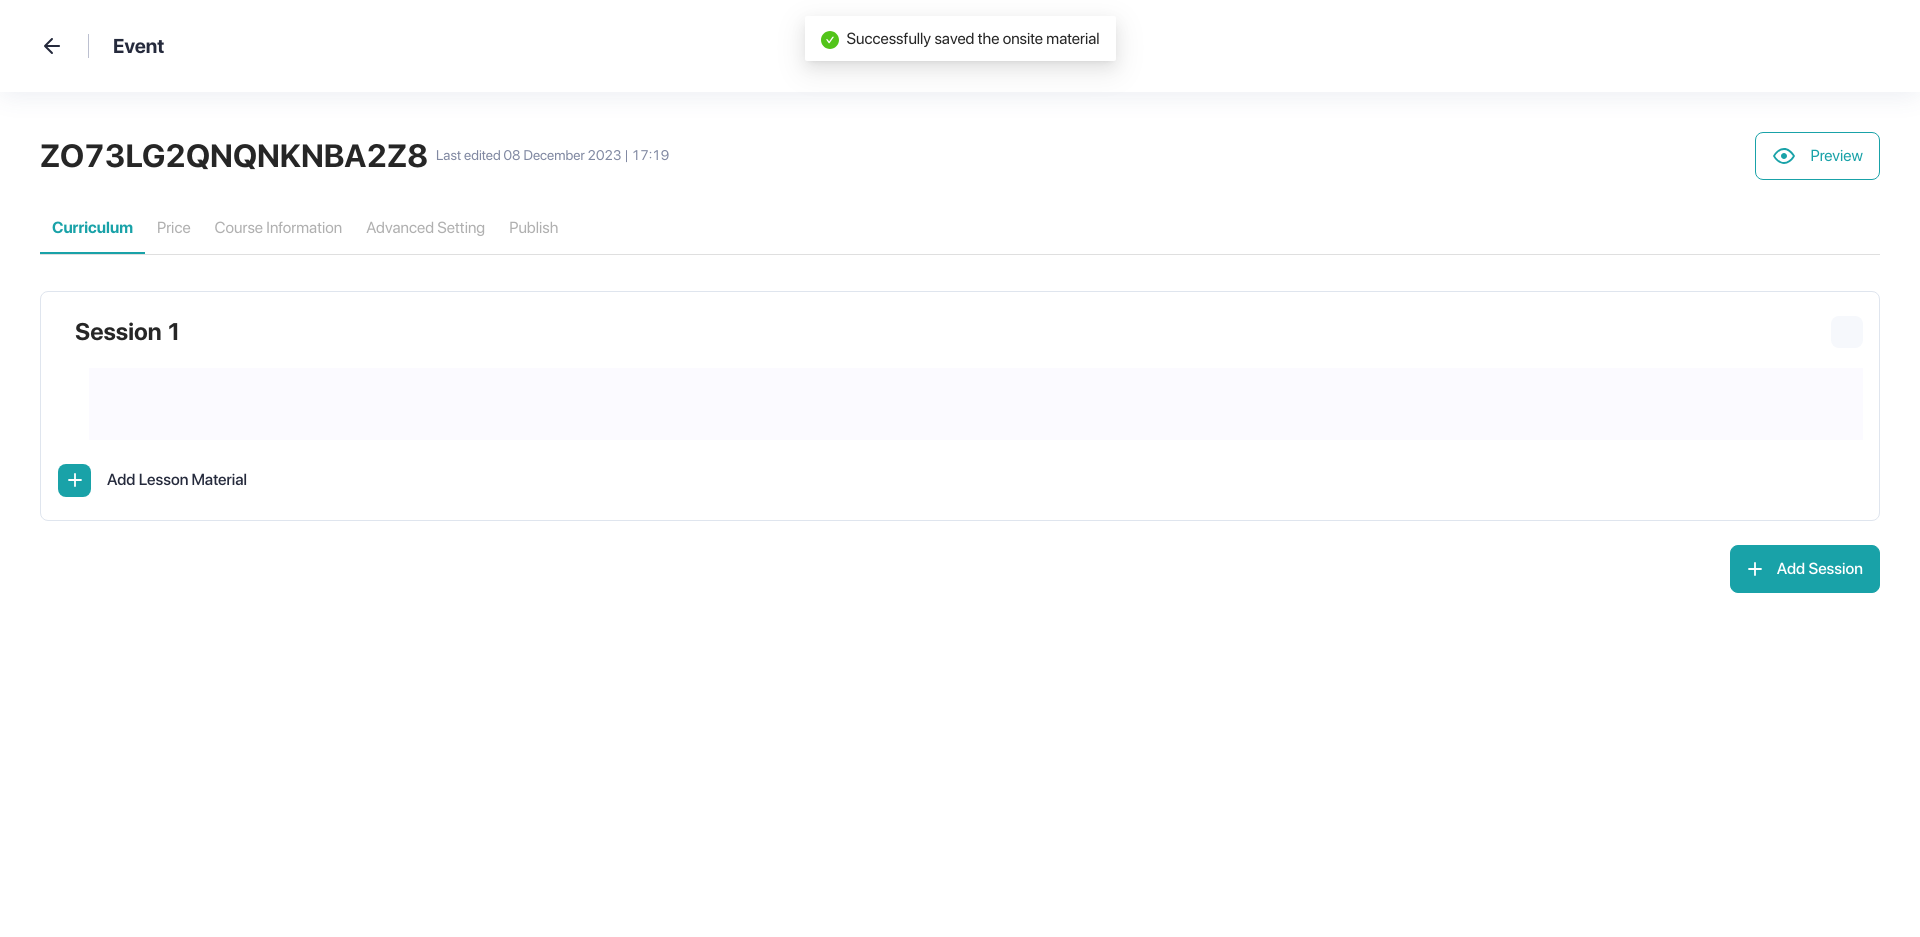 Event
Successfully saved the onsite material
ZO73LG2QNQNKNBA2Z8 Last edited 08 December 2023 | 17:19
Preview
Curriculum Price Course Information Advanced Setting Publish
Session 1
Add Lesson Material
Add Session